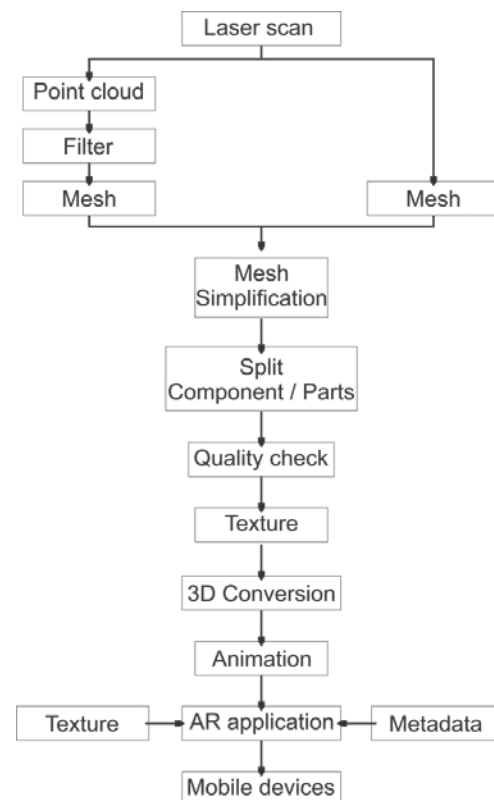 Laser scan
Point cloud
Filter
Mesh
Mesh
Mesh
Simplification
Split
Component / Parts
Quality check
Texture
3D Conversion
Animation
Texture
AR application
Metadata
Mobile devices